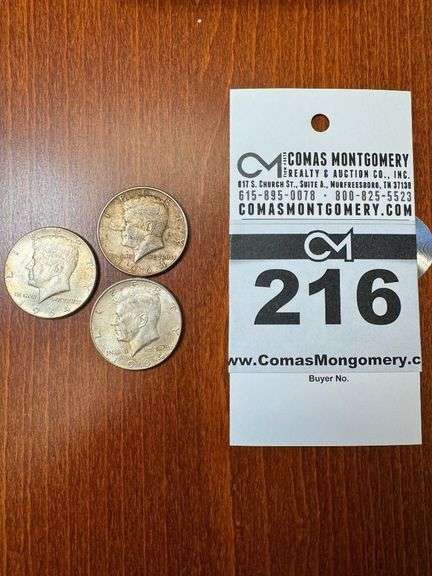 CM
COMAS MONTGOMERY
REALTY & AUCTION CO., INC.
817 S. CHURCH ST., SUITE A., MURFREESBORO, TN 37130
615-895-0078 • 800-825-5523
COMASMONTGOMERY.COM
CM
216
ww.ComasMongomery.c
Buyer No.